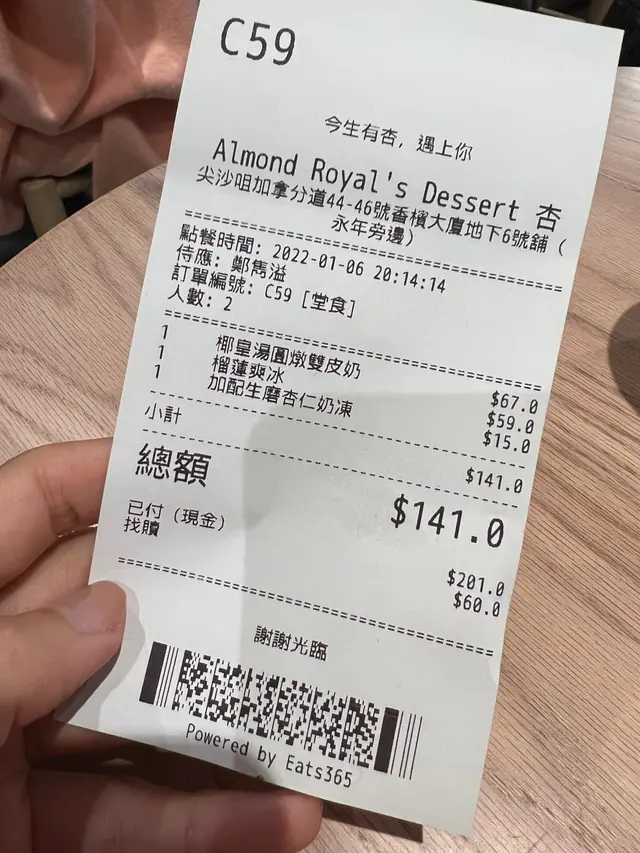 C59
今生有杏, 遇上你
Almond Royal's Dessert 杏
尖沙咀加拿分道44-46號香檳大廈地下6號舖 (
永年旁邊)
點餐時間: 2022-01-06 20:14:14
侍應: 鄭雋溢
訂單編號: C59 [堂食]
人數: 2
1 椰皇湯圓燉雙皮奶 $67.0
1 榴蓮爽冰 $59.0
1 加配生磨杏仁奶凍 $15.0
小計 $141.0
總額 $141.0
已付 (現金) $201.0
找贖 $60.0
謝謝光臨
Powered by Eats365